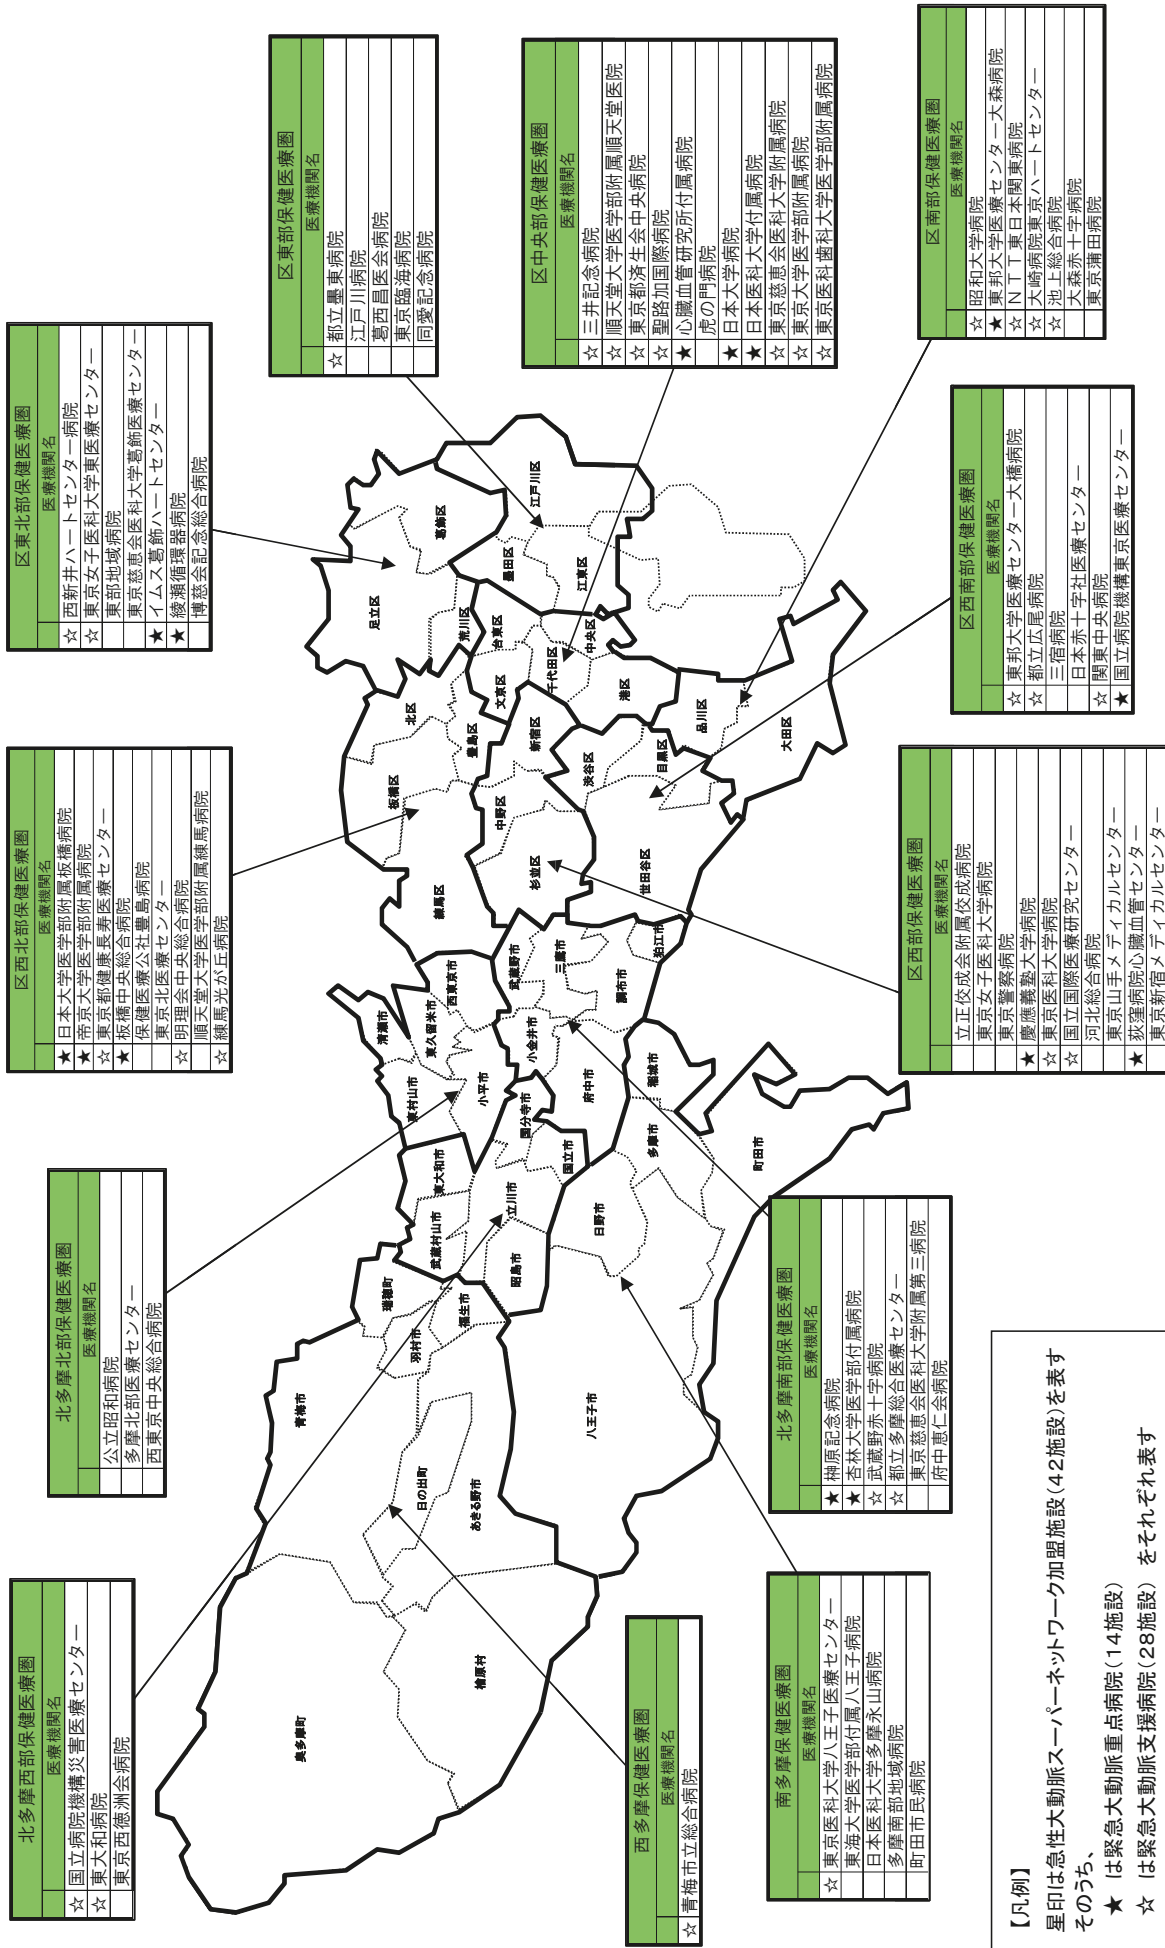 北多摩西部保健医療圏
医療機関名
☆ 国立病院機構災害医療センター
☆ 東大和病院
東京西徳洲会病院
北多摩北部保健医療圏
医療機関名
公立昭和病院
多摩北部医療センター
西東京中央総合病院
区西北部保健医療圏
医療機関名
★ 日本大学医学部附属板橋病院
★ 帝京大学医学部附属病院
☆ 東京都健康長寿医療センター
★ 板橋中央総合病院
保健医療公社豊島病院
東京北医療センター
☆ 明理会中央総合病院
順天堂大学医学部附属練馬病院
☆ 練馬光が丘病院
区東北部保健医療圏
医療機関名
☆ 西新井ハートセンター病院
☆ 東京女子医科大学東医療センター
東部地域病院
東京慈恵会医科大学葛飾医療センター
★ イムス葛飾ハートセンター
★ 綾瀬循環器病院
博慈会記念総合病院
区東部保健医療圏
医療機関名
☆ 都立墨東病院
江戸川病院
葛西昌医会病院
東京臨海病院
同愛記念病院
区中央部保健医療圏
医療機関名
☆ 三井記念病院
☆ 順天堂大学医学部附属順天堂医院
☆ 東京都済生会中央病院
☆ 聖路加国際病院
★ 心臓血管研究所付属病院
虎の門病院
★ 日本大学病院
★ 日本医科大学付属病院
☆ 東京慈恵会医科大学附属病院
☆ 東京大学医学部附属病院
☆ 東京医科歯科大学医学部附属病院
区南部保健医療圏
医療機関名
☆ 昭和大学病院
★ 東邦大学医療センター大森病院
☆ NTT東日本関東病院
☆ 大崎病院東京ハートセンター
☆ 池上総合病院
大森赤十字病院
東京蒲田病院
区西南部保健医療圏
医療機関名
☆ 東邦大学医療センター大橋病院
☆ 都立広尾病院
三宿病院
日本赤十字社医療センター
☆ 関東中央病院
★ 国立病院機構東京医療センター
区西部保健医療圏
医療機関名
立正佼成会附属佼成病院
東京女子医科大学病院
東京警察病院
★ 慶應義塾大学病院
☆ 東京医科大学病院
☆ 国立国際医療研究センター
河北総合病院
東京山手メディカルセンター
★ 荻窪病院心臓血管センター
東京新宿メディカルセンター
北多摩南部保健医療圏
医療機関名
★ 榊原記念病院
★ 杏林大学医学部付属病院
☆ 武蔵野赤十字病院
☆ 都立多摩総合医療センター
東京慈恵会医科大学附属第三病院
府中恵仁会病院
南多摩保健医療圏
医療機関名
☆ 東京医科大学八王子医療センター
東海大学医学部付属八王子病院
日本医科大学多摩永山病院
多摩南部地域病院
町田市民病院
西多摩保健医療圏
医療機関名
☆ 青梅市立総合病院
奥多摩町
檜原村
青梅市
日の出町
あきる野市
羽村市
瑞穂町
福生市
八王子市
武蔵村山市
東大和市
昭島市
立川市
日野市
国立市
国分寺市
多摩市
町田市
稲城市
東村山市
清瀬市
東久留米市
小平市
西東京市
小金井市
府中市
武蔵野市
三鷹市
調布市
狛江市
練馬区
板橋区
北区
豊島区
中野区
杉並区
新宿区
世田谷区
渋谷区
目黒区
品川区
大田区
港区
千代田区
中央区
文京区
台東区
荒川区
足立区
葛飾区
墨田区
江東区
江戸川区
【凡例】
星印は急性大動脈スーパーネットワーク加盟施設(42施設)を表す
そのうち、
★ は緊急大動脈重点病院(14施設)
☆ は緊急大動脈支援病院(28施設) をそれぞれ表す